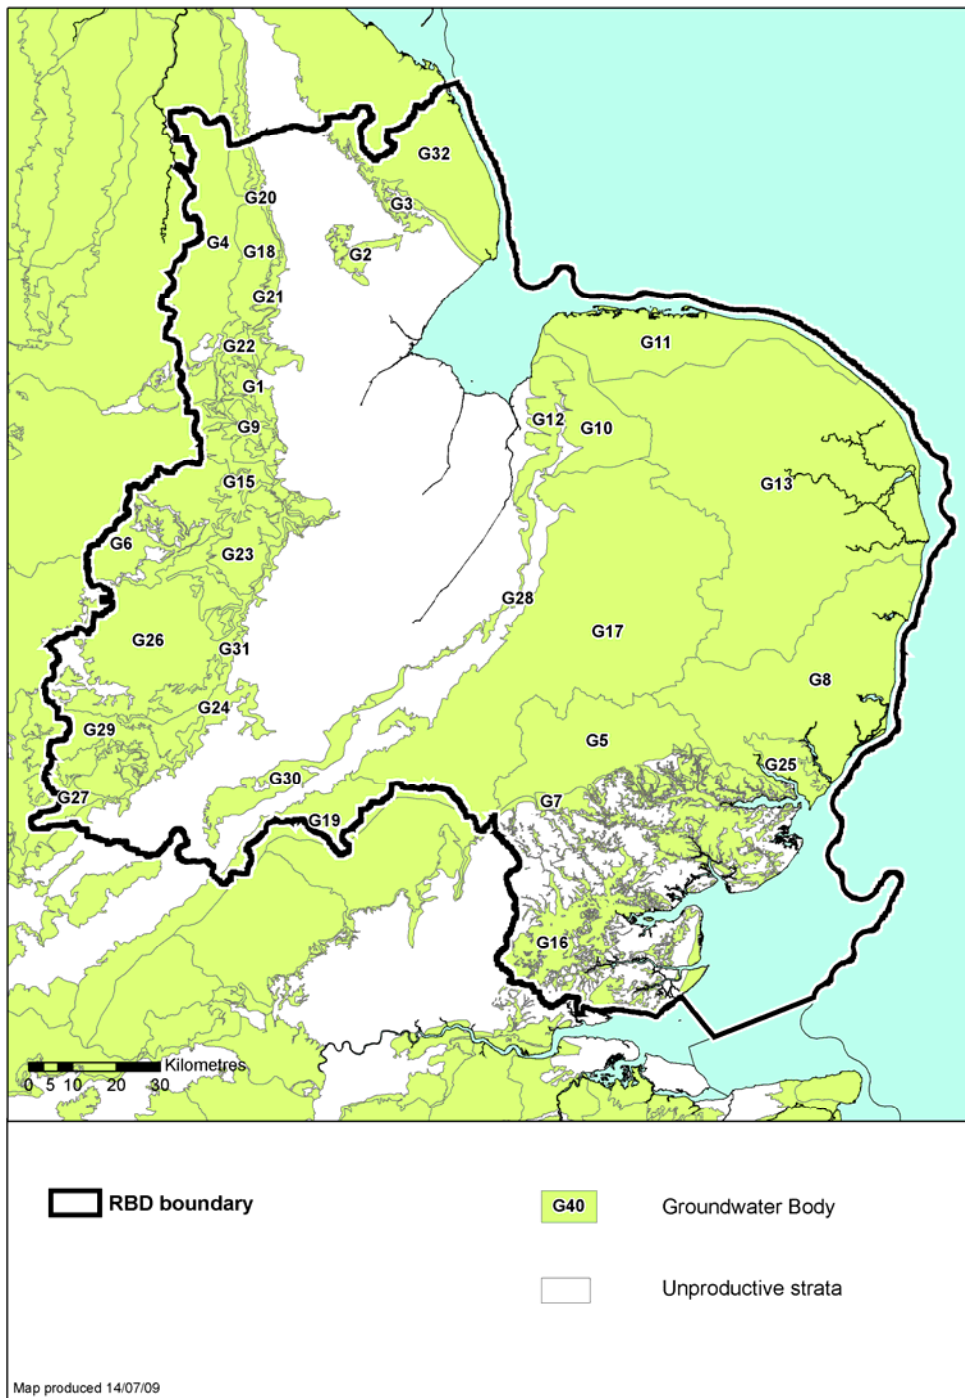 G32
G20
G3
G4
G18
G2
G21
G11
G22
G1
G12
G10
G9
G15
G13
G6
G23
G28
G17
G26
G31
G8
G24
G29
G5
G25
G30
G27
G7
G19
G16
Kilometres
0 5 10 20 30
RBD boundary
G40 Groundwater Body
Unproductive strata
Map produced 14/07/09